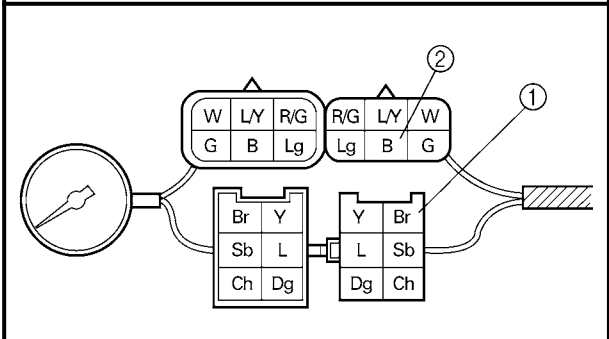 2
1
W L/Y R/G R/G L/Y W
G B Lg Lg B G
Br Y Y Br
Sb L L Sb
Ch Dg Dg Ch